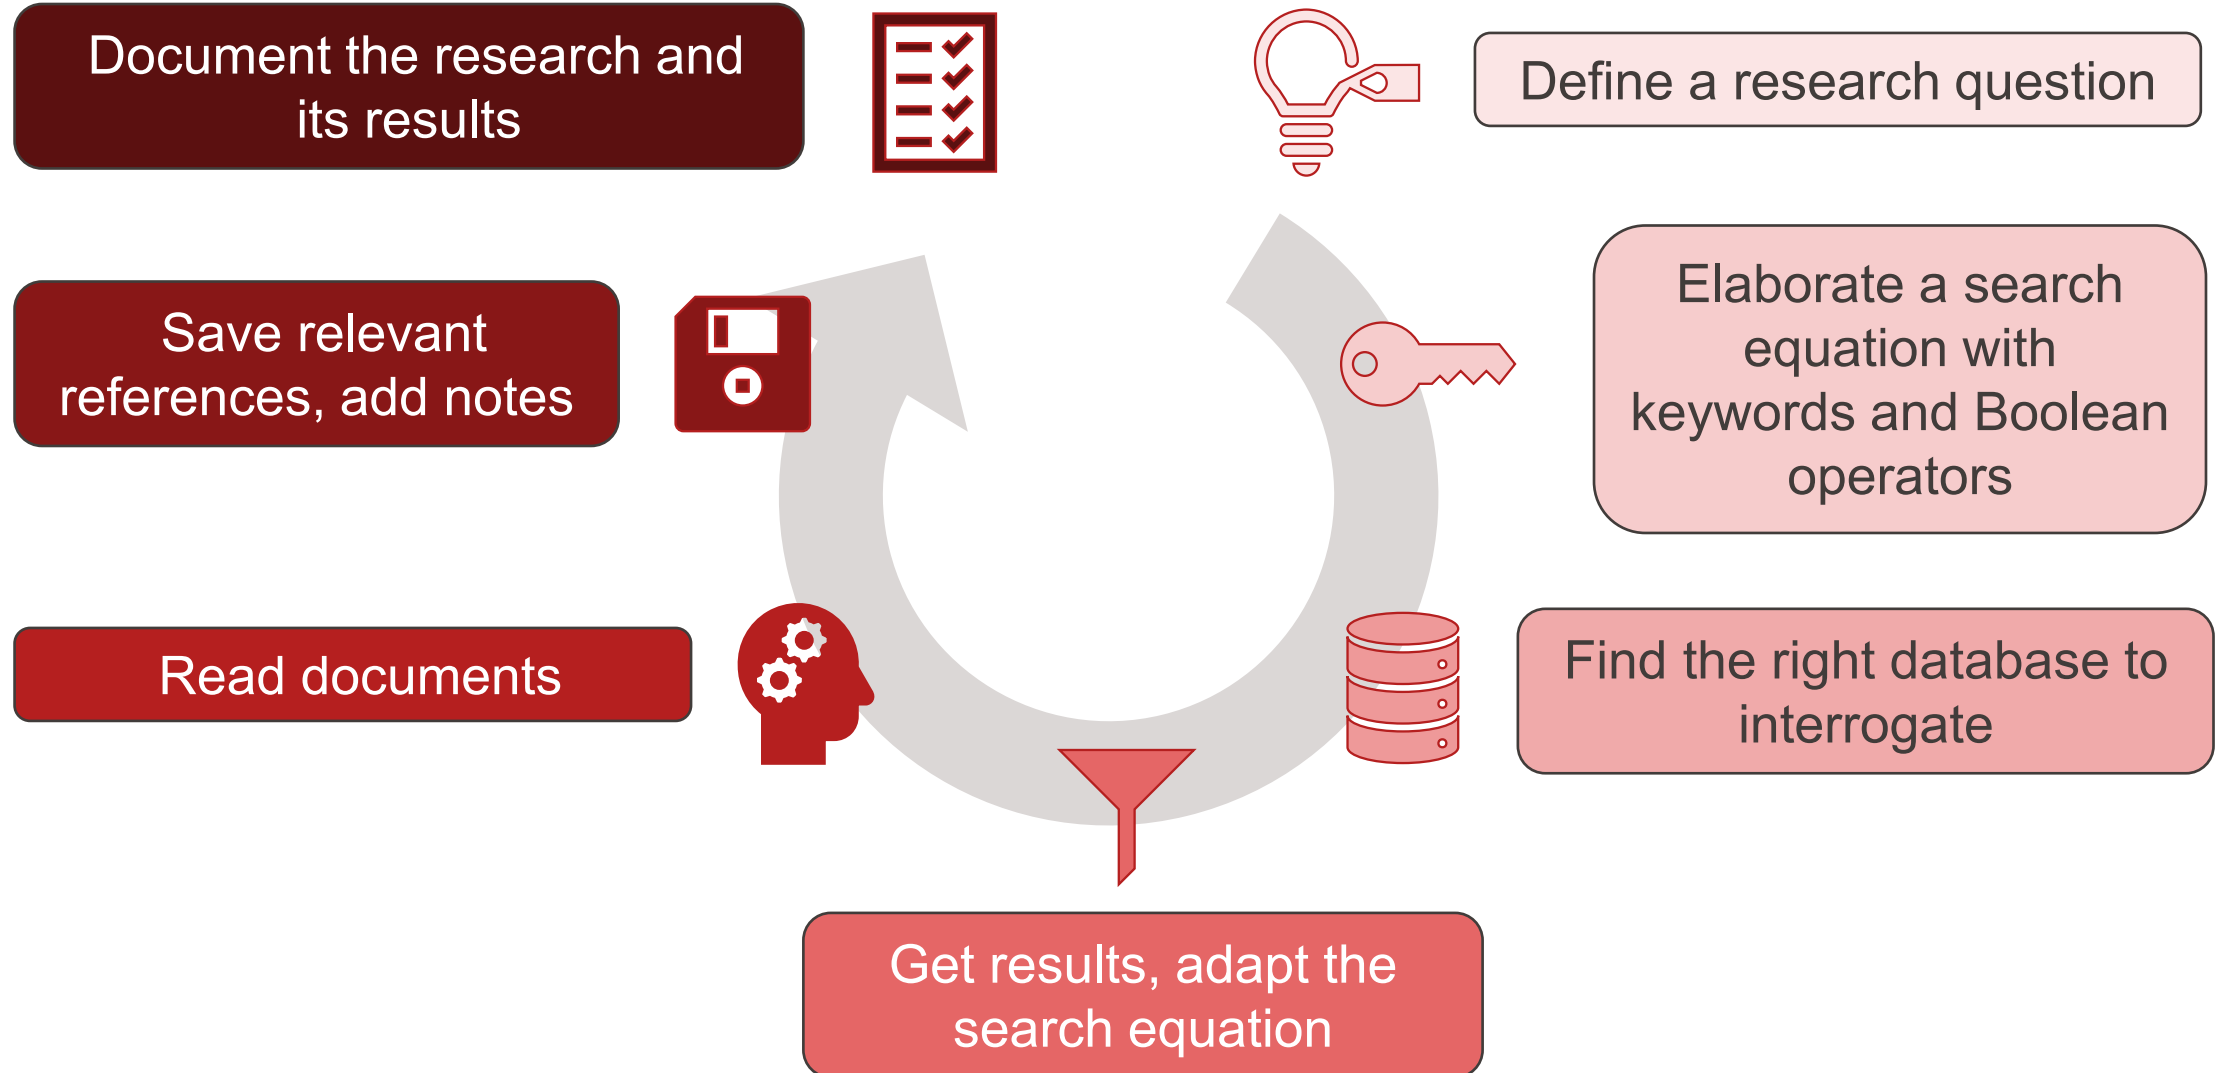 Document the research and
its results
Define a research question
Elaborate a search
equation with
keywords and Boolean
operators
Save relevant
references, add notes
Find the right database to
interrogate
Read documents
Get results, adapt the
search equation